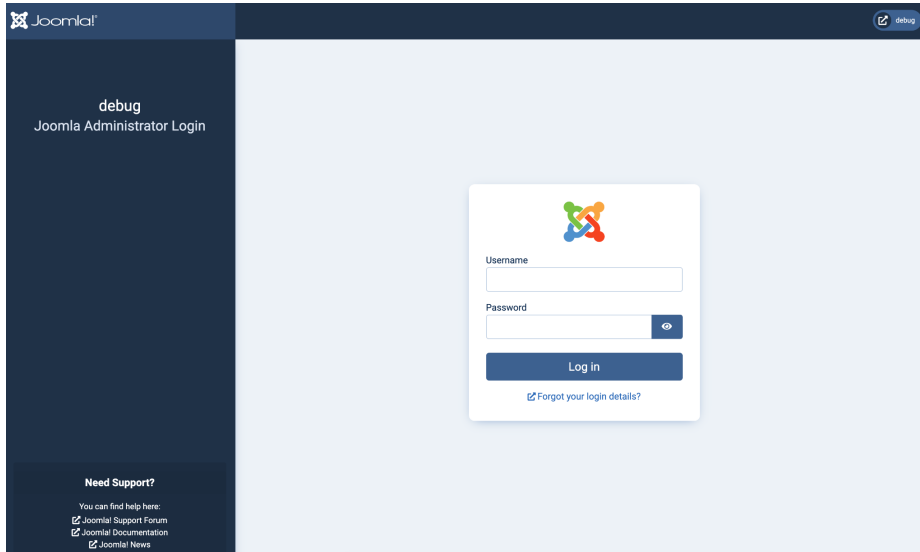 Joomla!®
debug
debug
Joomla Administrator Login
Username
Password
Log in
Forgot your login details?
Need Support?
You can find help here:
Joomla! Support Forum
Joomla! Documentation
Joomla! News